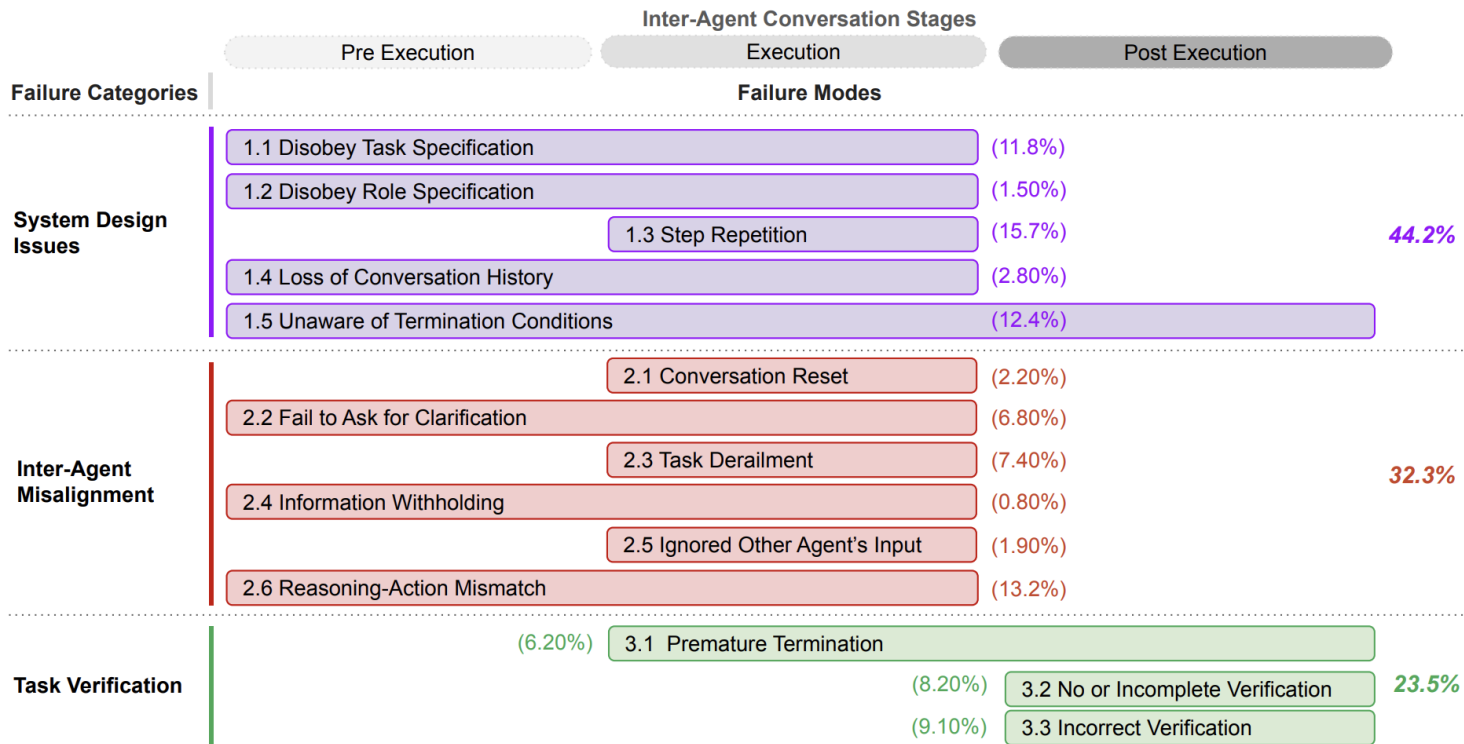 Inter-Agent Conversation Stages
Pre Execution Execution Post Execution
Failure Categories Failure Modes
1.1 Disobey Task Specification (11.8%)
1.2 Disobey Role Specification (1.50%)
System Design
Issues
1.3 Step Repetition (15.7%)
44.2%
1.4 Loss of Conversation History (2.80%)
1.5 Unaware of Termination Conditions (12.4%)
2.1 Conversation Reset (2.20%)
2.2 Fail to Ask for Clarification (6.80%)
2.3 Task Derailment (7.40%)
Inter-Agent
Misalignment
32.3%
2.4 Information Withholding (0.80%)
2.5 Ignored Other Agent’s Input (1.90%)
2.6 Reasoning-Action Mismatch (13.2%)
(6.20%) 3.1 Premature Termination
Task Verification
(8.20%) 3.2 No or Incomplete Verification
23.5%
(9.10%) 3.3 Incorrect Verification